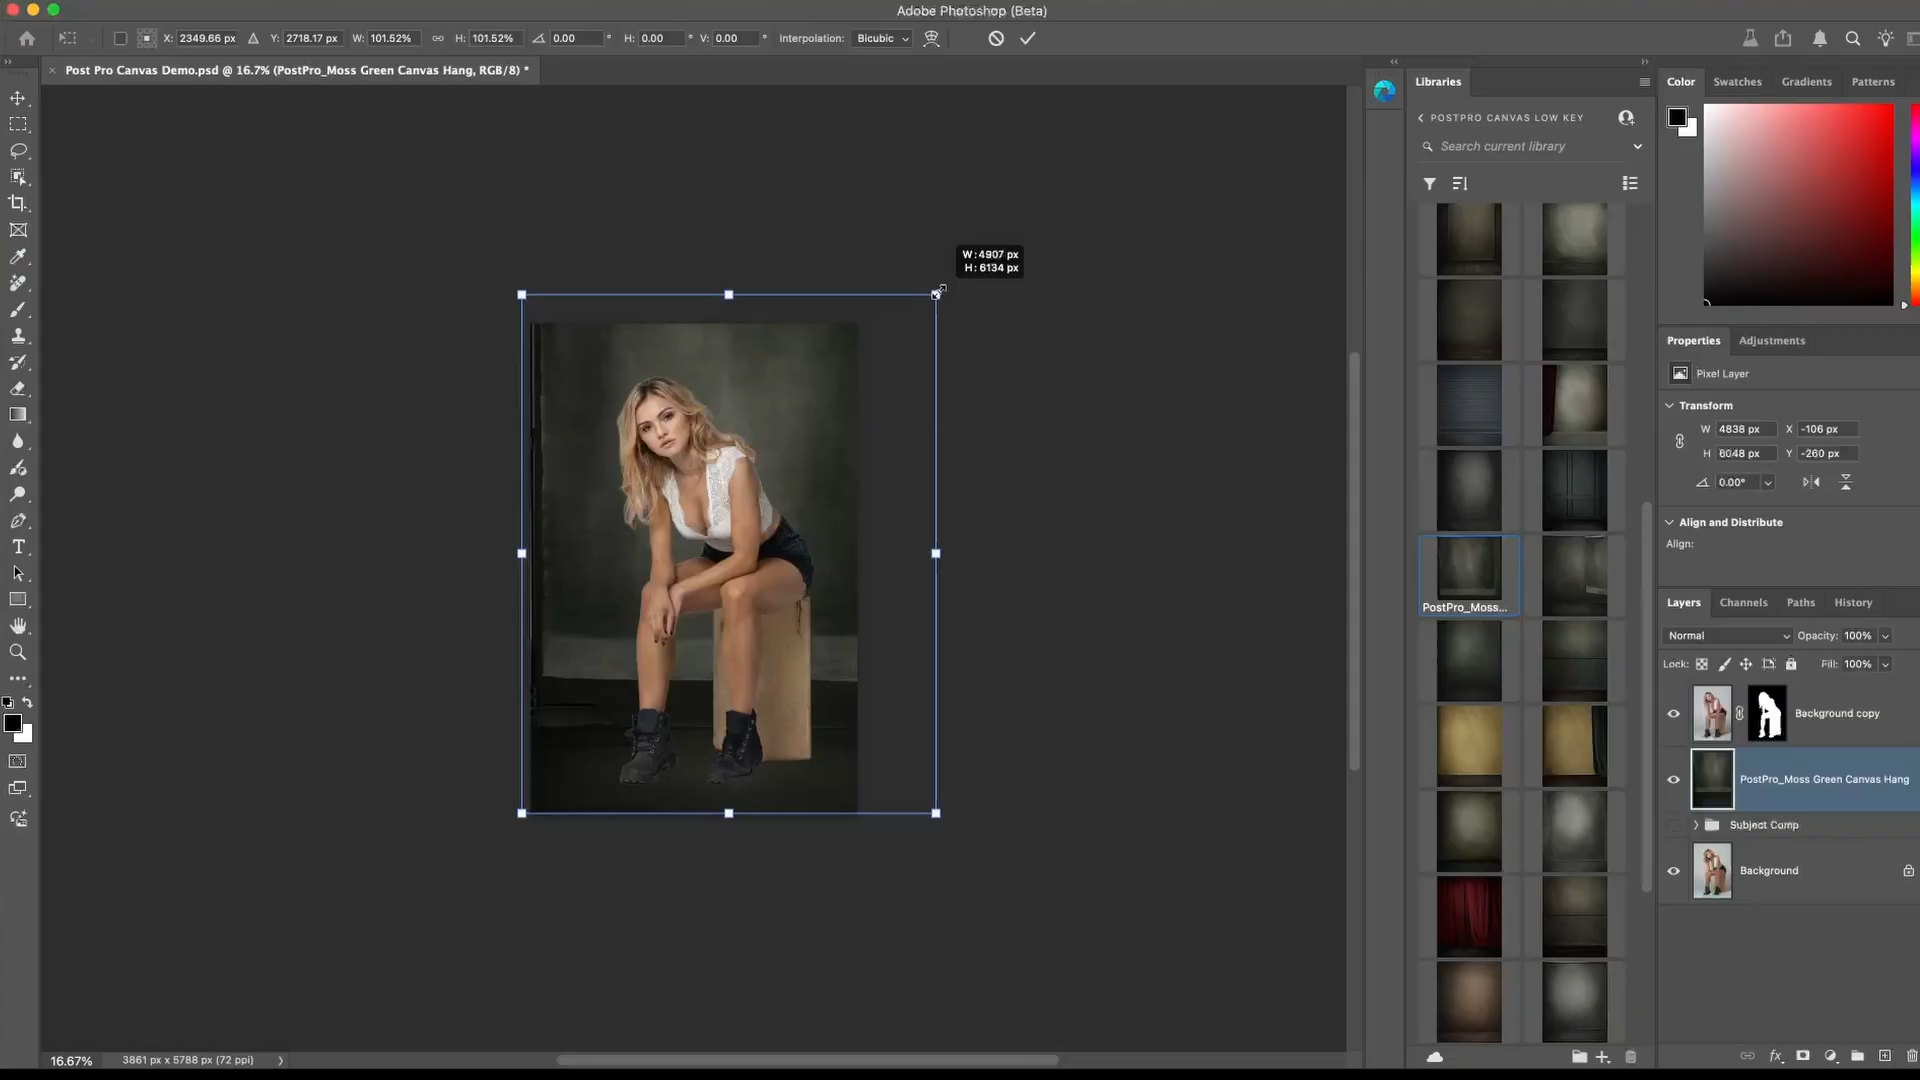 Adobe Photoshop (Beta)
X: 2349.66 px Y: 2718.17 px W: 101.52% H: 101.52% 0.00 ° H: 0.00 ° V: 0.00 ° Interpolation: Bicubic
Post Pro Canvas Demo.psd @ 16.7% (PostPro_Moss Green Canvas Hang, RGB/8) *
W: 4907 px
H: 6134 px
16.67% 3861 px x 5788 px (72 ppi)
Libraries
POSTPRO CANVAS LOW KEY
Search current library
PostPro_Moss...
Color Swatches Gradients Patterns
Properties Adjustments
Pixel Layer
Transform
W 4838 px X -106 px
H 6048 px Y -260 px
0.00°
Align and Distribute
Align:
Layers Channels Paths History
Normal Opacity: 100%
Lock: Fill: 100%
Background copy
PostPro_Moss Green Canvas Hang
Subject Comp
Background
fx